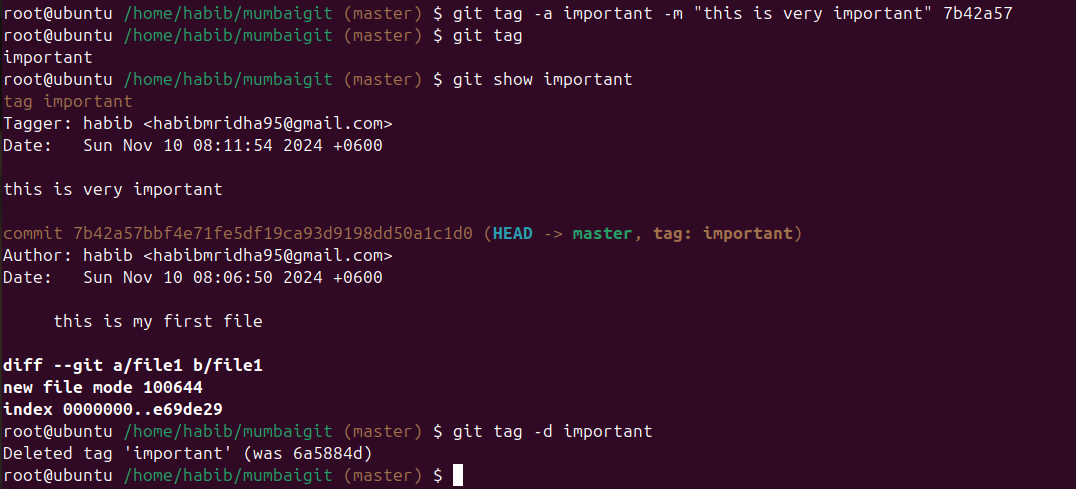 root@ubuntu /home/habib/mumbaigit (master) $ git tag -a important -m "this is very important" 7b42a57
root@ubuntu /home/habib/mumbaigit (master) $ git tag
important
root@ubuntu /home/habib/mumbaigit (master) $ git show important
tag important
Tagger: habib <habibmridha95@gmail.com>
Date:   Sun Nov 10 08:11:54 2024 +0600

this is very important

commit 7b42a57bbf4e71fe5df19ca93d9198dd50a1c1d0 (HEAD -> master, tag: important)
Author: habib <habibmridha95@gmail.com>
Date:   Sun Nov 10 08:06:50 2024 +0600

     this is my first file

diff --git a/file1 b/file1
new file mode 100644
index 0000000..e69de29
root@ubuntu /home/habib/mumbaigit (master) $ git tag -d important
Deleted tag 'important' (was 6a5884d)
root@ubuntu /home/habib/mumbaigit (master) $